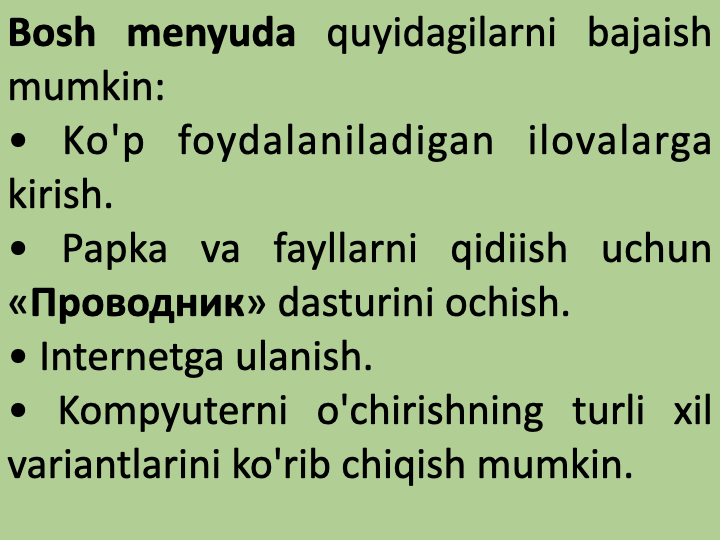 Bosh menyuda quyidagilarni bajaish
mumkin:
• Ko'p foydalaniladigan ilovalarga
kirish.
• Papka va fayllarni qidiish uchun
«Проводник» dasturini ochish.
• Internetga ulanish.
• Kompyuterni o'chirishning turli xil
variantlarini ko'rib chiqish mumkin.